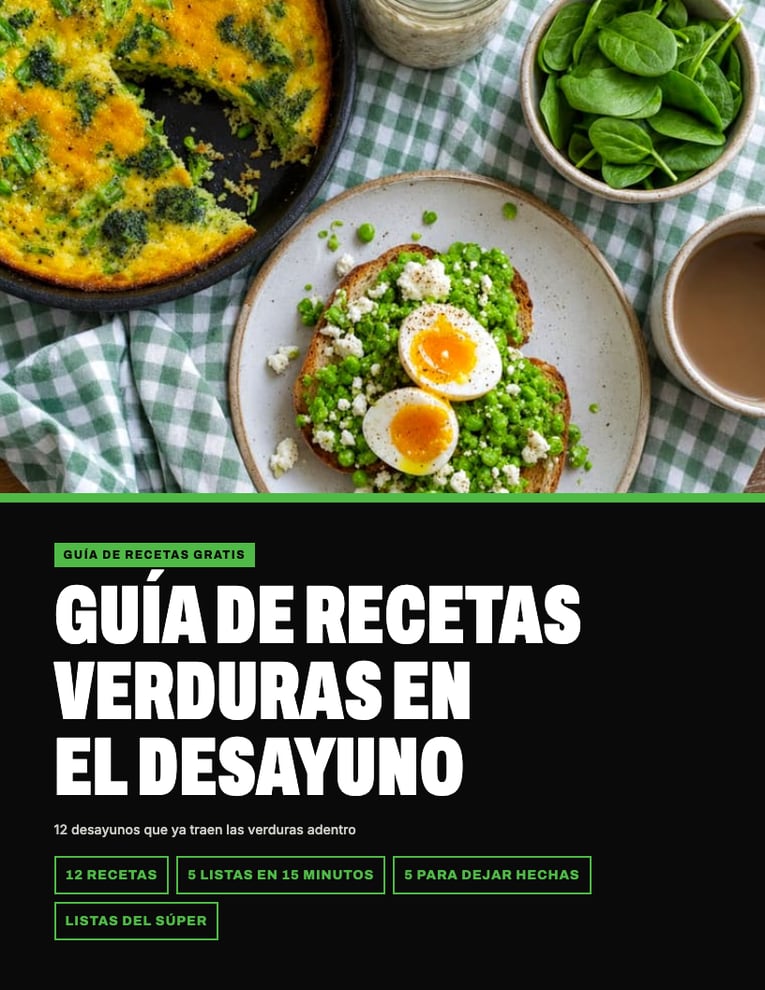 GUÍA DE RECETAS GRATIS
GUÍA DE RECETAS
VERDURAS EN
EL DESAYUNO
12 desayunos que ya traen las verduras adentro
12 RECETAS
5 LISTAS EN 15 MINUTOS
5 PARA DEJAR HECHAS
LISTAS DEL SÚPER